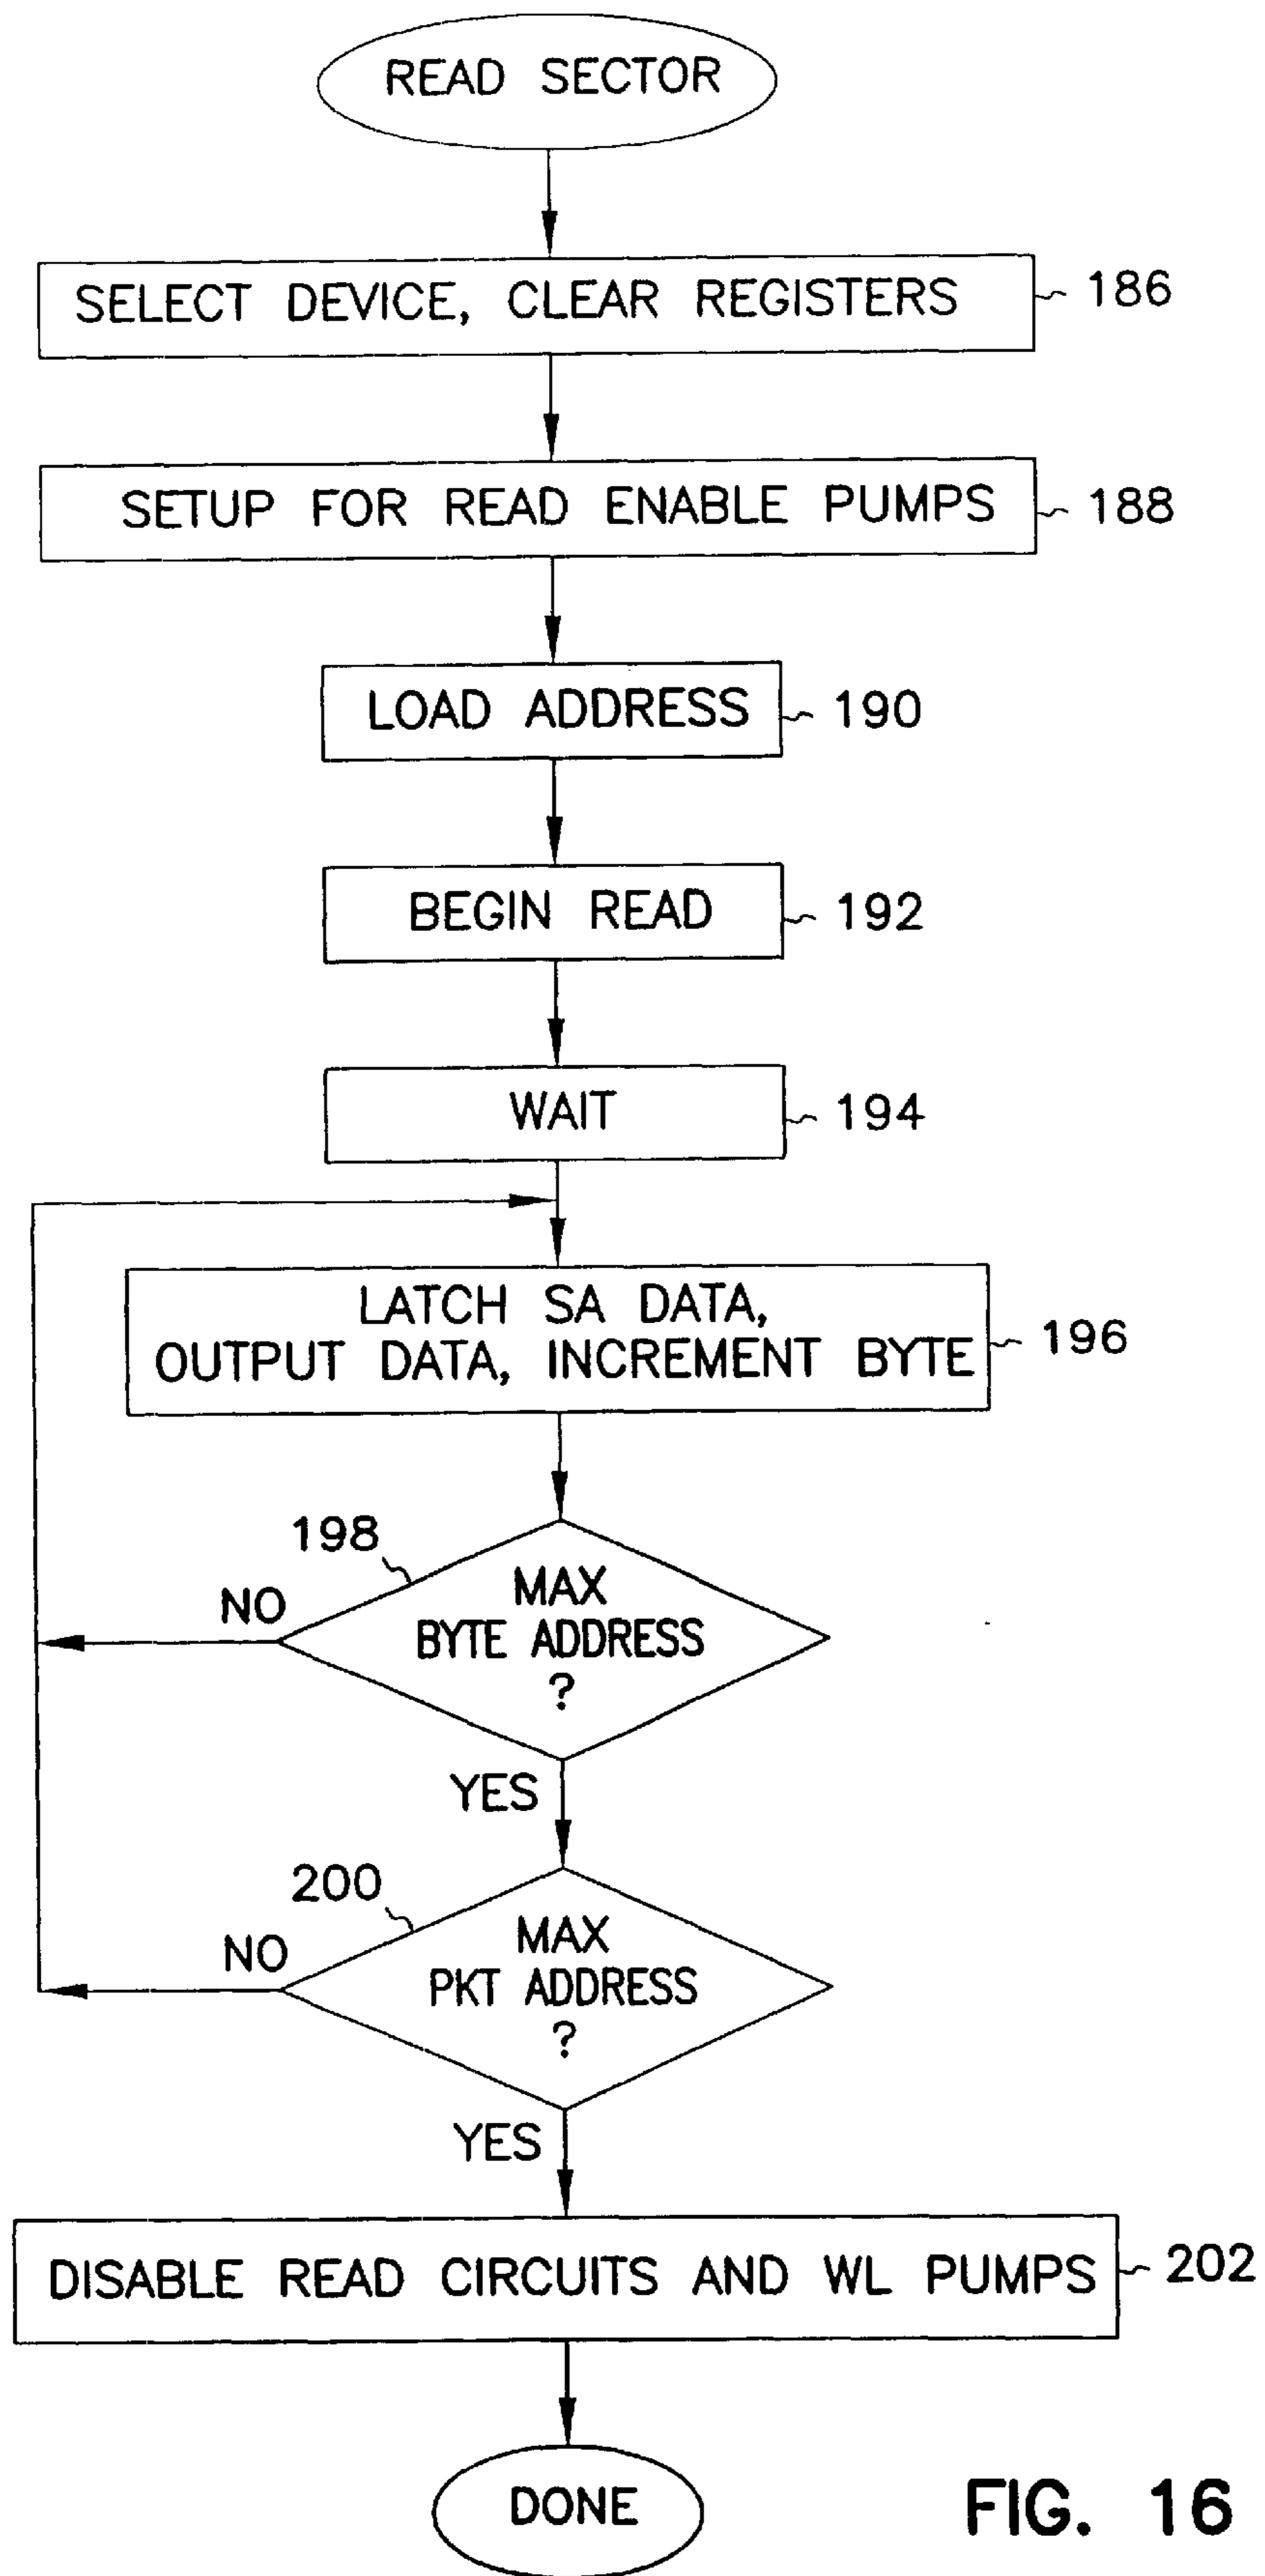 READ SECTOR
SELECT DEVICE, CLEAR REGISTERS
186
SETUP FOR READ ENABLE PUMPS
188
LOAD ADDRESS
190
BEGIN READ
192
WAIT
194
LATCH SA DATA,
OUTPUT DATA, INCREMENT BYTE
196
198
NO
MAX
BYTE ADDRESS
?
YES
200
NO
MAX
PKT ADDRESS
?
YES
DISABLE READ CIRCUITS AND WL PUMPS
202
DONE
FIG. 16